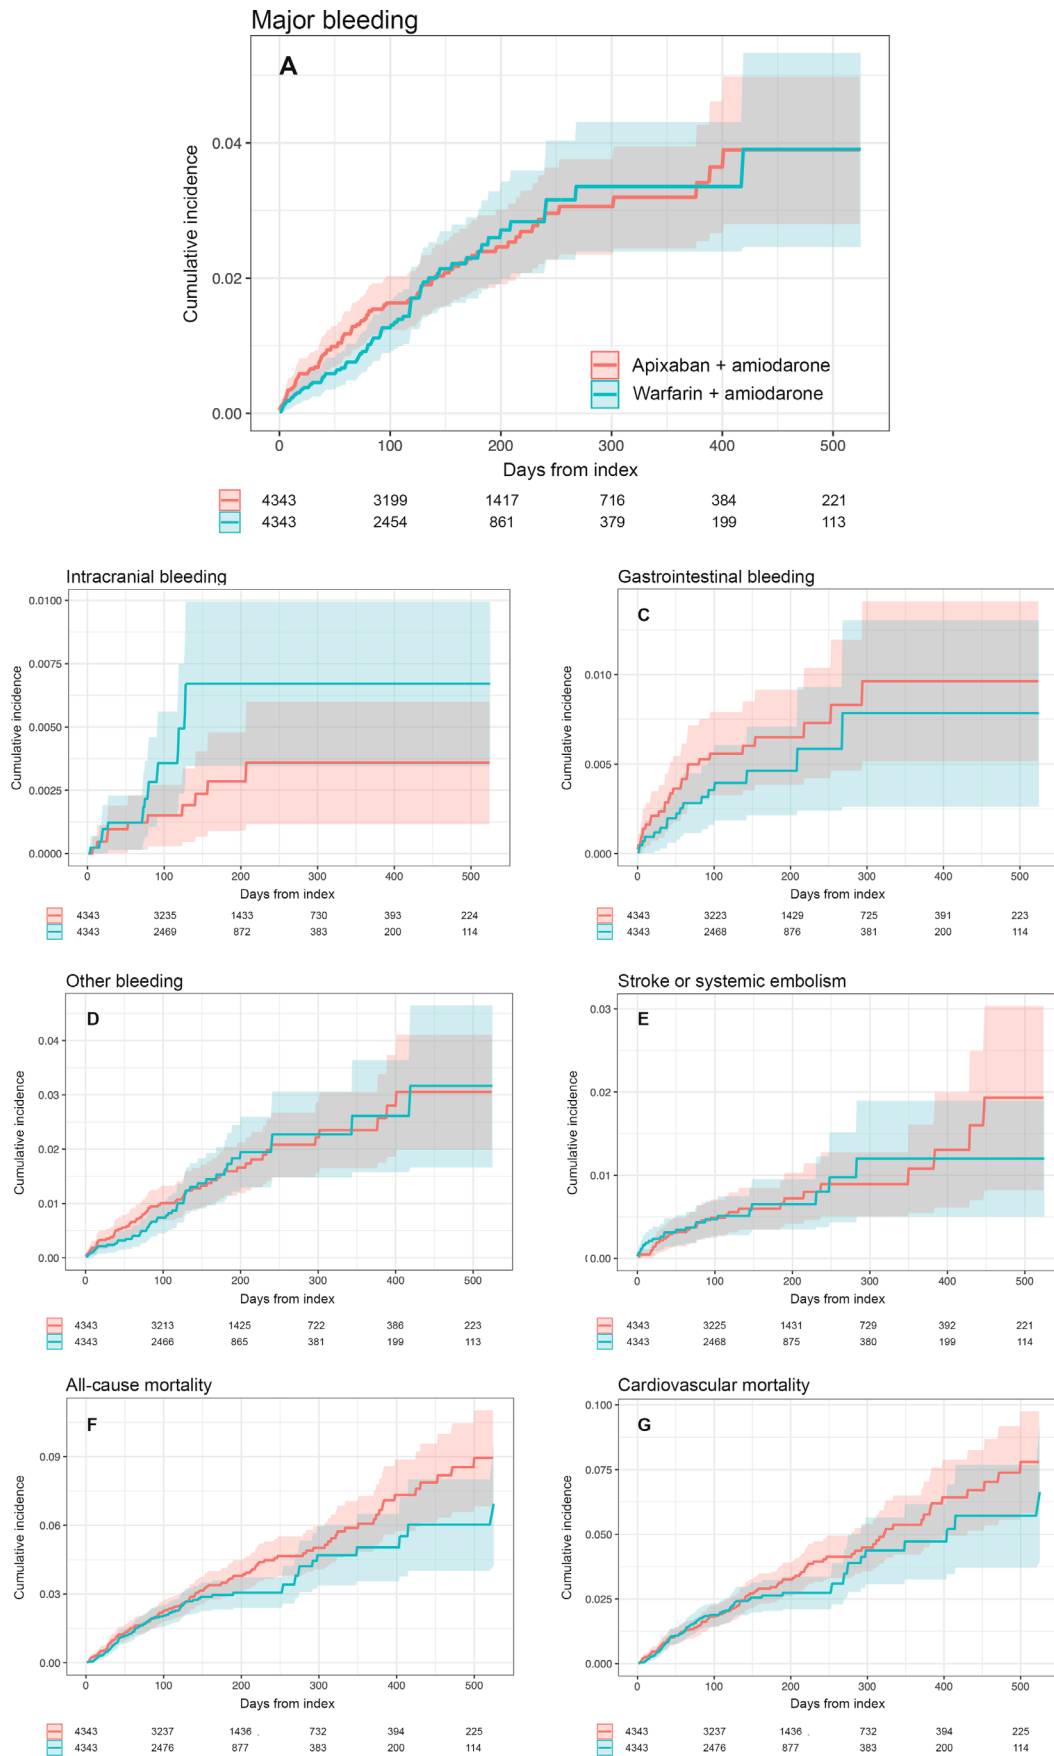 Major bleeding
A
Cumulative incidence
0.04
0.02
0.00
Apixaban + amiodarone
Warfarin + amiodarone
0 100 200 300 400 500
Days from index
4343 3199 1417 716 384 221
4343 2454 861 379 199 113
Intracranial bleeding
Cumulative incidence
0.0100
0.0075
0.0050
0.0025
0.0000
0 100 200 300 400 500
Days from index
4343 3235 1433 730 393 224
4343 2469 872 383 200 114
Gastrointestinal bleeding
C
Cumulative incidence
0.010
0.005
0.000
0 100 200 300 400 500
Days from index
4343 3223 1429 725 391 223
4343 2468 876 381 200 114
Other bleeding
D
Cumulative incidence
0.04
0.03
0.02
0.01
0.00
0 100 200 300 400 500
Days from index
4343 3213 1425 722 386 223
4343 2466 865 381 199 113
Stroke or systemic embolism
E
Cumulative incidence
0.03
0.02
0.01
0.00
0 100 200 300 400 500
Days from index
4343 3225 1431 729 392 221
4343 2468 875 380 199 114
All-cause mortality
F
Cumulative incidence
0.09
0.06
0.03
0.00
0 100 200 300 400 500
Days from index
4343 3237 1436 732 394 225
4343 2476 877 383 200 114
Cardiovascular mortality
G
Cumulative incidence
0.100
0.075
0.050
0.025
0.000
0 100 200 300 400 500
Days from index
4343 3237 1436 732 394 225
4343 2476 877 383 200 114